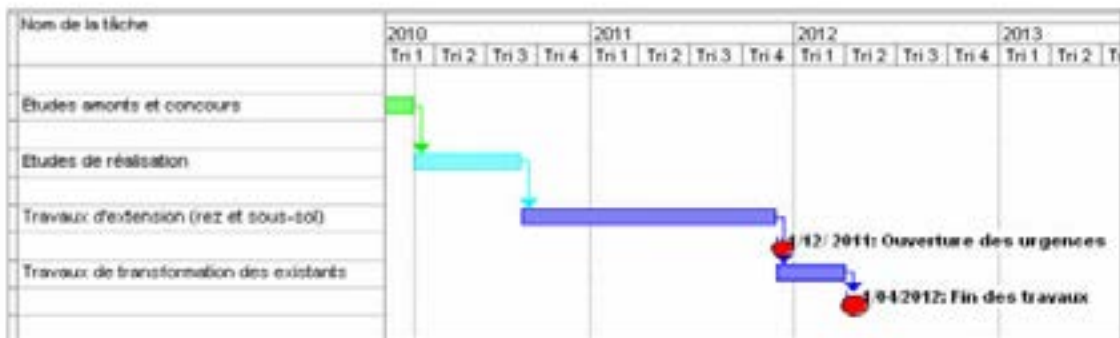 Nom de la tâche
2010 2011 2012 2013
Tri 1 Tri 2 Tri 3 Tri 4 Tri 1 Tri 2 Tri 3 Tri 4 Tri 1 Tri 2 Tri 3 Tri 4 Tri 1 Tri 2 T
Etudes amonts et concours
Etudes de réalisation
Travaux d'extension (rez et sous-sol)
1/12/ 2011: Ouverture des urgences
Travaux de transformation des existants
1/04/2012: Fin des travaux